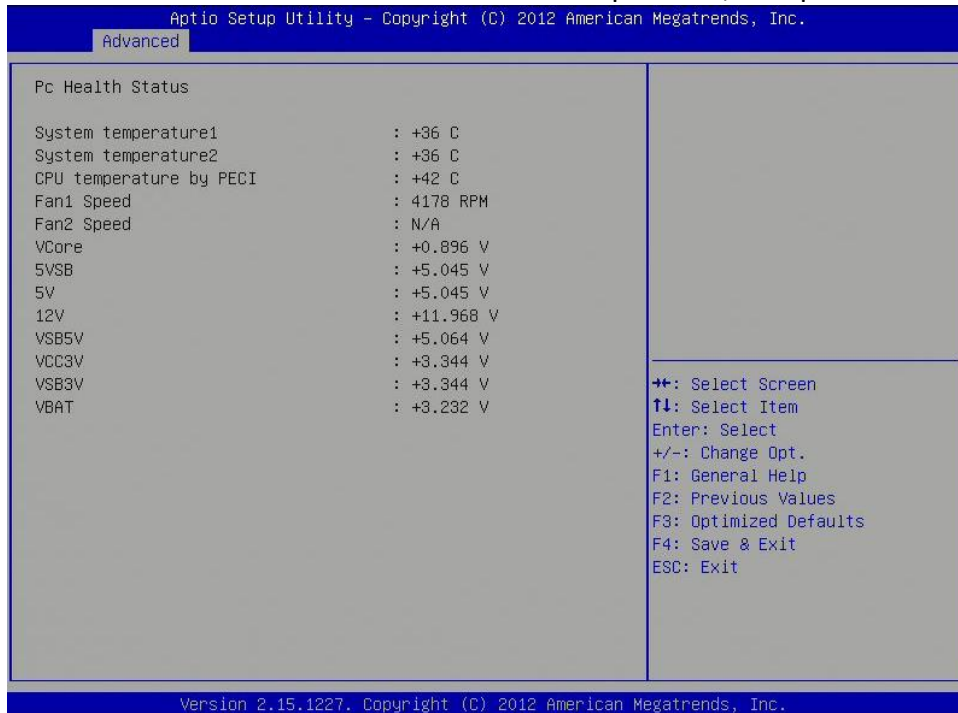 Aptio Setup Utility – Copyright (C) 2012 American Megatrends, Inc.
Advanced
Pc Health Status
System temperature1 : +36 C
System temperature2 : +36 C
CPU temperature by PECI : +42 C
Fan1 Speed : 4178 RPM
Fan2 Speed : N/A
VCore : +0.896 V
5VSB : +5.045 V
5V : +5.045 V
12V : +11.968 V
VSB5V : +5.064 V
VCC3V : +3.344 V
VSB3V : +3.344 V
VBAT : +3.232 V
→←: Select Screen
↑↓: Select Item
Enter: Select
+/-: Change Opt.
F1: General Help
F2: Previous Values
F3: Optimized Defaults
F4: Save & Exit
ESC: Exit
Version 2.15.1227. Copyright (C) 2012 American Megatrends, Inc.